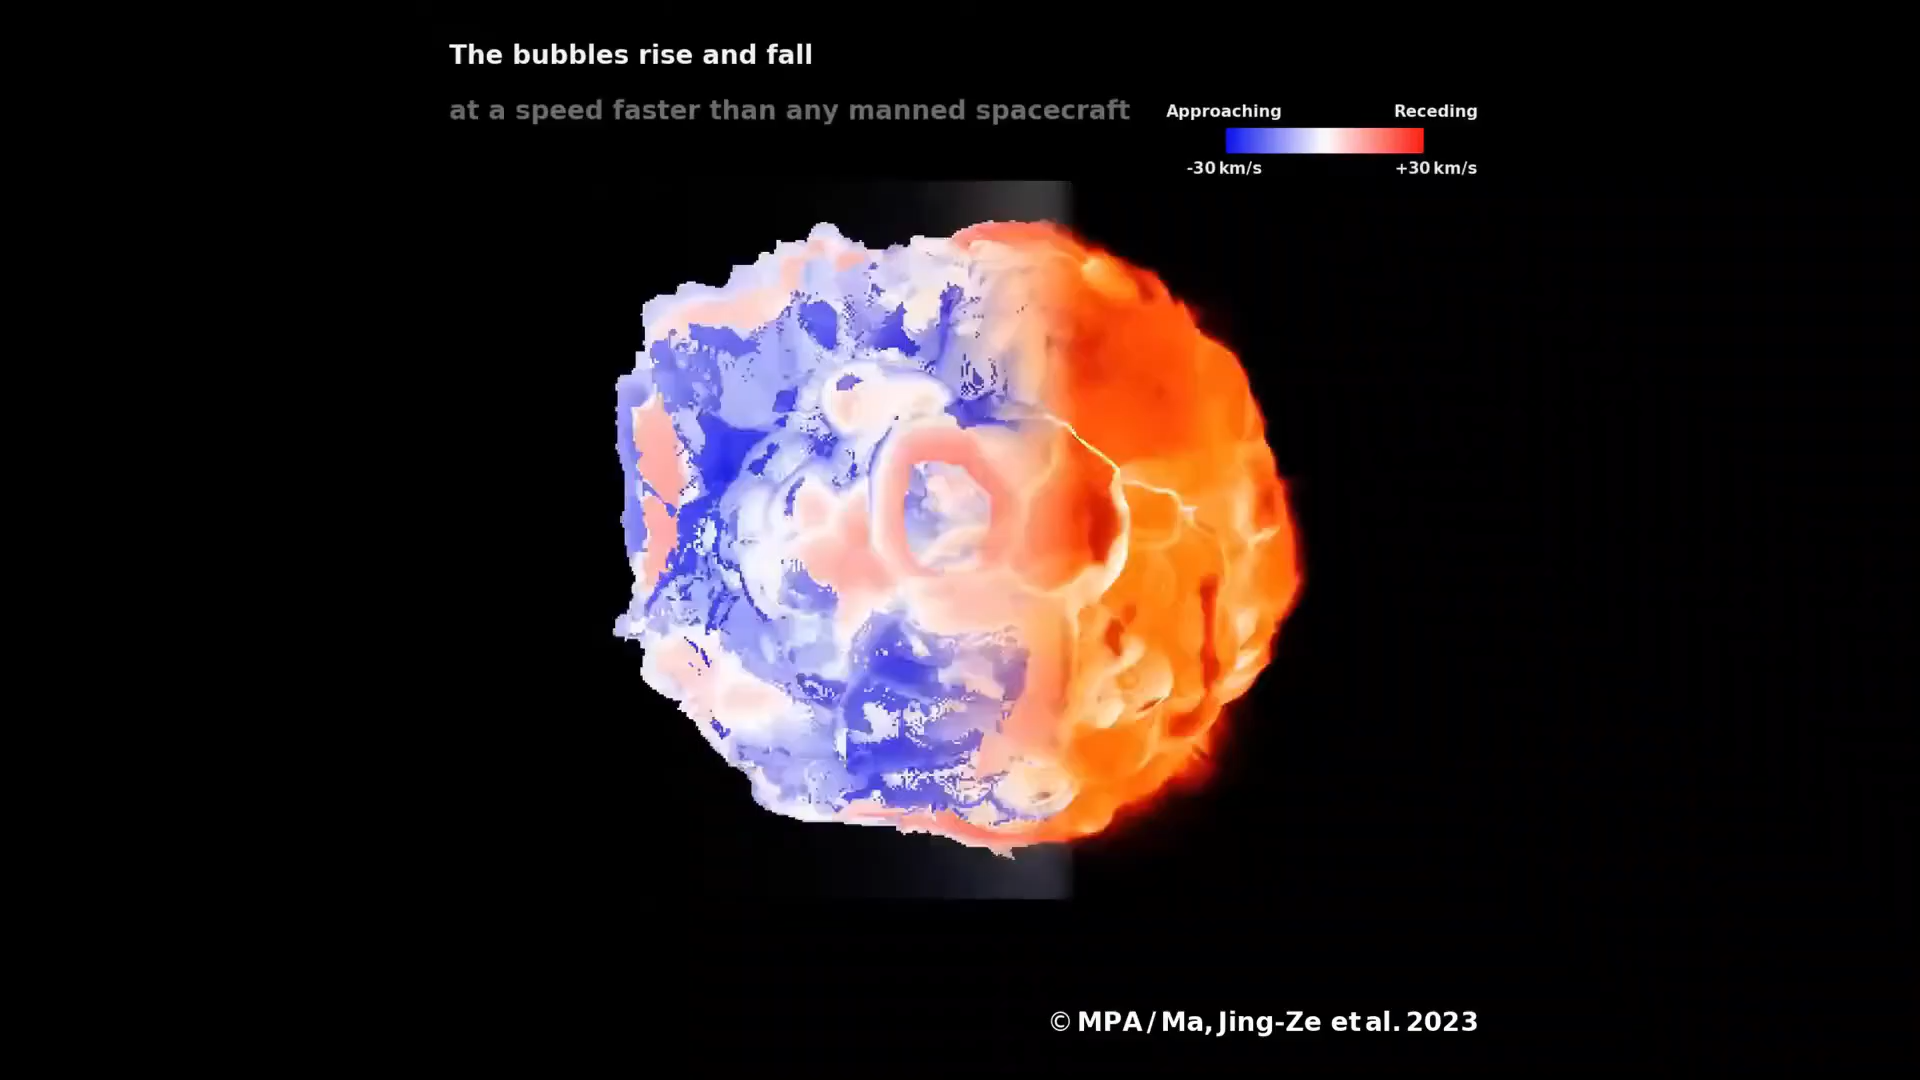 The bubbles rise and fall
at a speed faster than any manned spacecraft
Approaching Receding
-30 km/s +30 km/s
© MPA / Ma, Jing-Ze et al. 2023